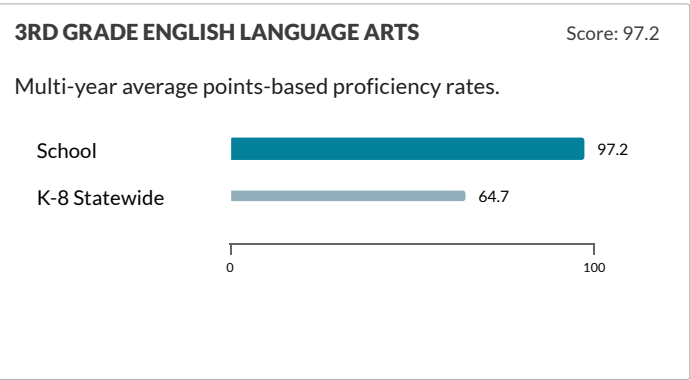 3RD GRADE ENGLISH LANGUAGE ARTS Score: 97.2
Multi-year average points-based proficiency rates.
School 97.2
K-8 Statewide 64.7
0 100